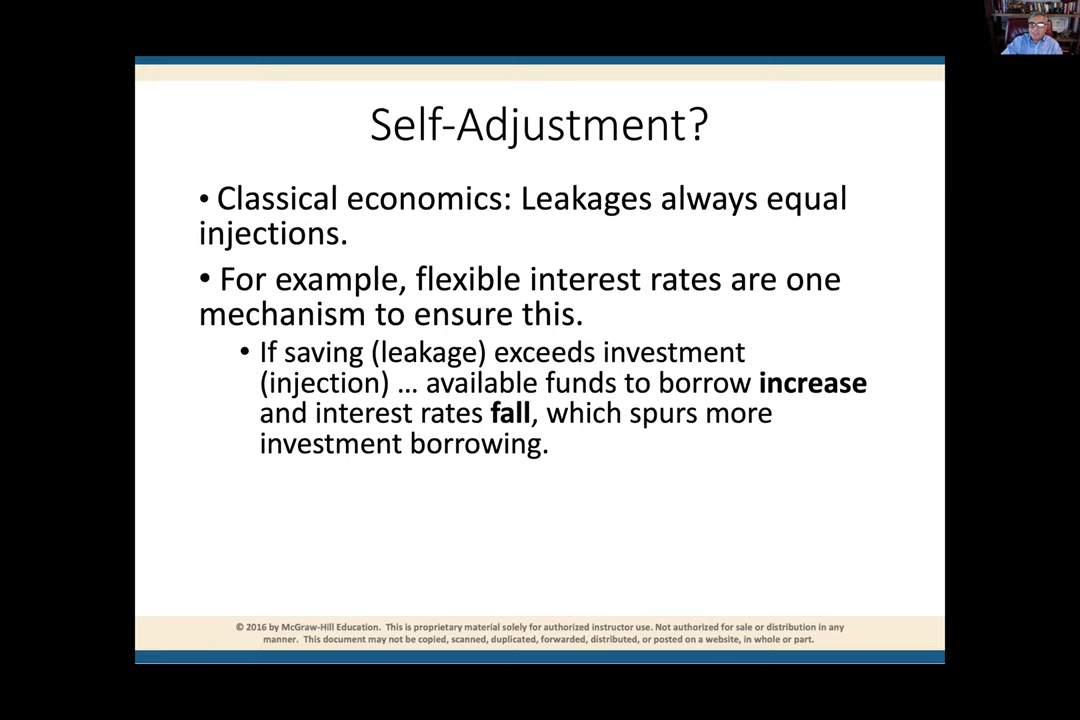 Self-Adjustment?
• Classical economics: Leakages always equal
injections.
• For example, flexible interest rates are one
mechanism to ensure this.
• If saving (leakage) exceeds investment
(injection) ... available funds to borrow increase
and interest rates fall, which spurs more
investment borrowing.
© 2016 by McGraw-Hill Education. This is proprietary material solely for authorized instructor use. Not authorized for sale or distribution in any
manner. This document may not be copied, scanned, duplicated, forwarded, distributed, or posted on a website, in whole or part.